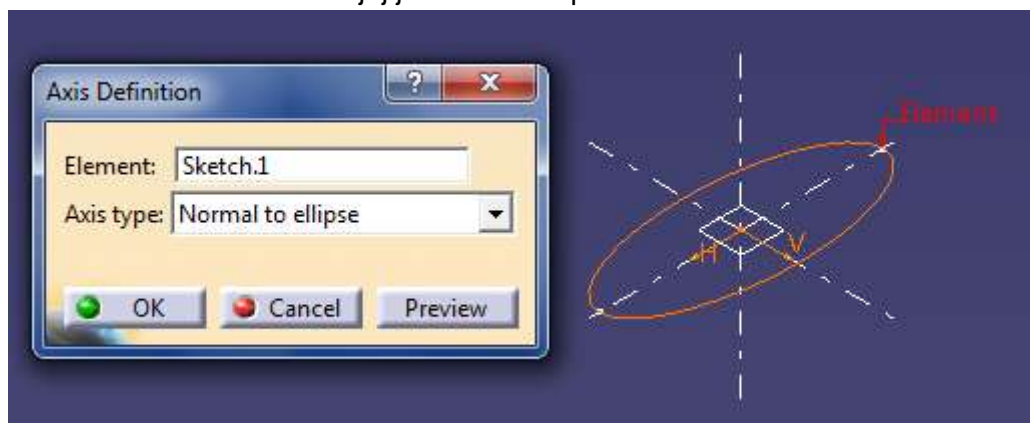 Axis Definition
?
X
Element: Sketch.1
Axis type: Normal to ellipse
OK
Cancel
Preview
Element
H
V